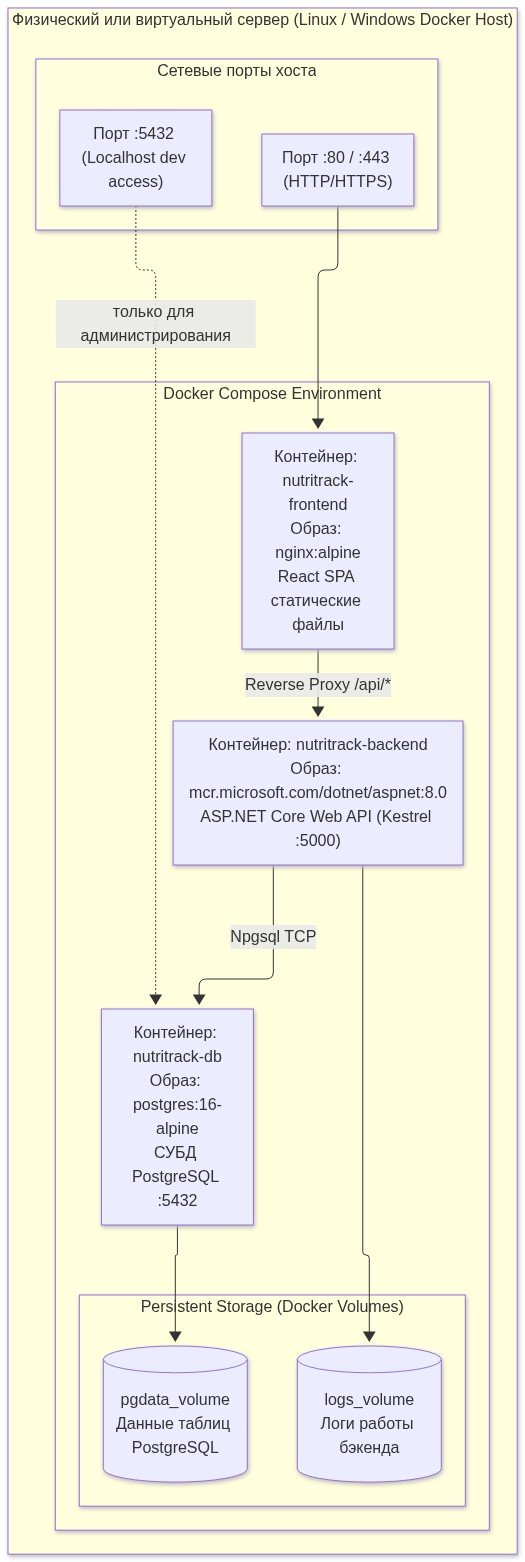 Физический или виртуальный сервер (Linux / Windows Docker Host)
Сетевые порты хоста
Порт :5432
(Localhost dev
access)
Порт :80 / :443
(HTTP/HTTPS)
только для
администрирования
Docker Compose Environment
Контейнер:
nutritrack-
frontend
Образ:
nginx:alpine
React SPA
статические
файлы
Reverse Proxy /api/*
Контейнер: nutritrack-backend
Образ:
mcr.microsoft.com/dotnet/aspnet:8.0
ASP.NET Core Web API (Kestrel
:5000)
Npgsql TCP
Контейнер:
nutritrack-db
Образ:
postgres:16-
alpine
СУБД
PostgreSQL
:5432
Persistent Storage (Docker Volumes)
pgdata_volume
Данные таблиц
PostgreSQL
logs_volume
Логи работы
бэкенда